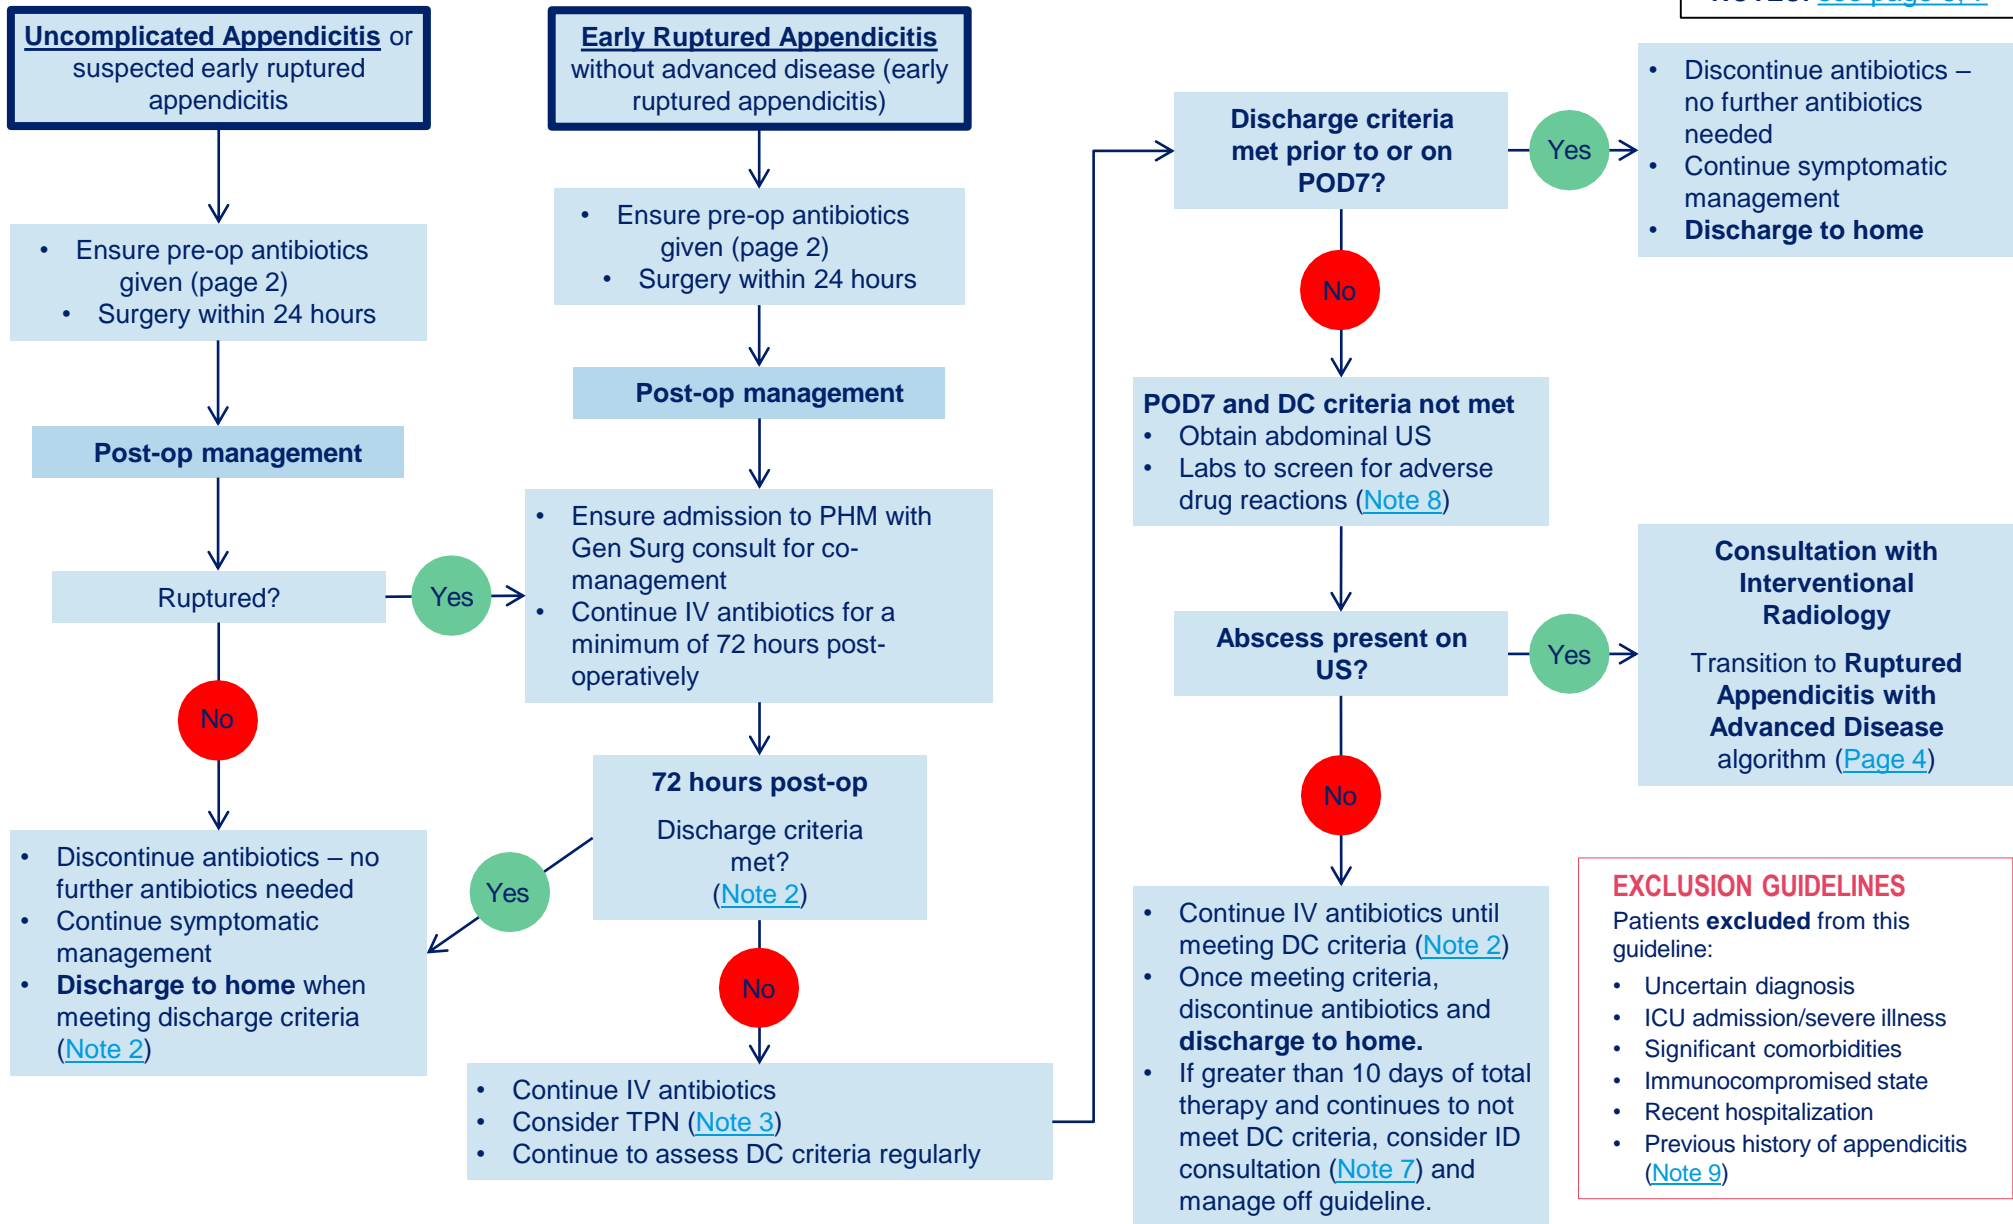 NOTES: see page 6, 7
Uncomplicated Appendicitis or
suspected early ruptured
appendicitis
• Ensure pre-op antibiotics
given (page 2)
• Surgery within 24 hours
Post-op management
Ruptured?
Yes
No
• Discontinue antibiotics – no
further antibiotics needed
• Continue symptomatic
management
• Discharge to home when
meeting discharge criteria
(Note 2)
Early Ruptured Appendicitis
without advanced disease (early
ruptured appendicitis)
• Ensure pre-op antibiotics
given (page 2)
• Surgery within 24 hours
Post-op management
• Ensure admission to PHM with
Gen Surg consult for co-
management
• Continue IV antibiotics for a
minimum of 72 hours post-
operatively
72 hours post-op
Discharge criteria
met?
(Note 2)
Yes
No
• Continue IV antibiotics
• Consider TPN (Note 3)
• Continue to assess DC criteria regularly
Discharge criteria
met prior to or on
POD7?
Yes
• Discontinue antibiotics –
no further antibiotics
needed
• Continue symptomatic
management
• Discharge to home
No
POD7 and DC criteria not met
• Obtain abdominal US
• Labs to screen for adverse
drug reactions (Note 8)
Abscess present on
US?
Yes
Consultation with
Interventional
Radiology
Transition to Ruptured
Appendicitis with
Advanced Disease
algorithm (Page 4)
No
• Continue IV antibiotics until
meeting DC criteria (Note 2)
• Once meeting criteria,
discontinue antibiotics and
discharge to home.
• If greater than 10 days of total
therapy and continues to not
meet DC criteria, consider ID
consultation (Note 7) and
manage off guideline.
EXCLUSION GUIDELINES
Patients excluded from this
guideline:
• Uncertain diagnosis
• ICU admission/severe illness
• Significant comorbidities
• Immunocompromised state
• Recent hospitalization
• Previous history of appendicitis
(Note 9)